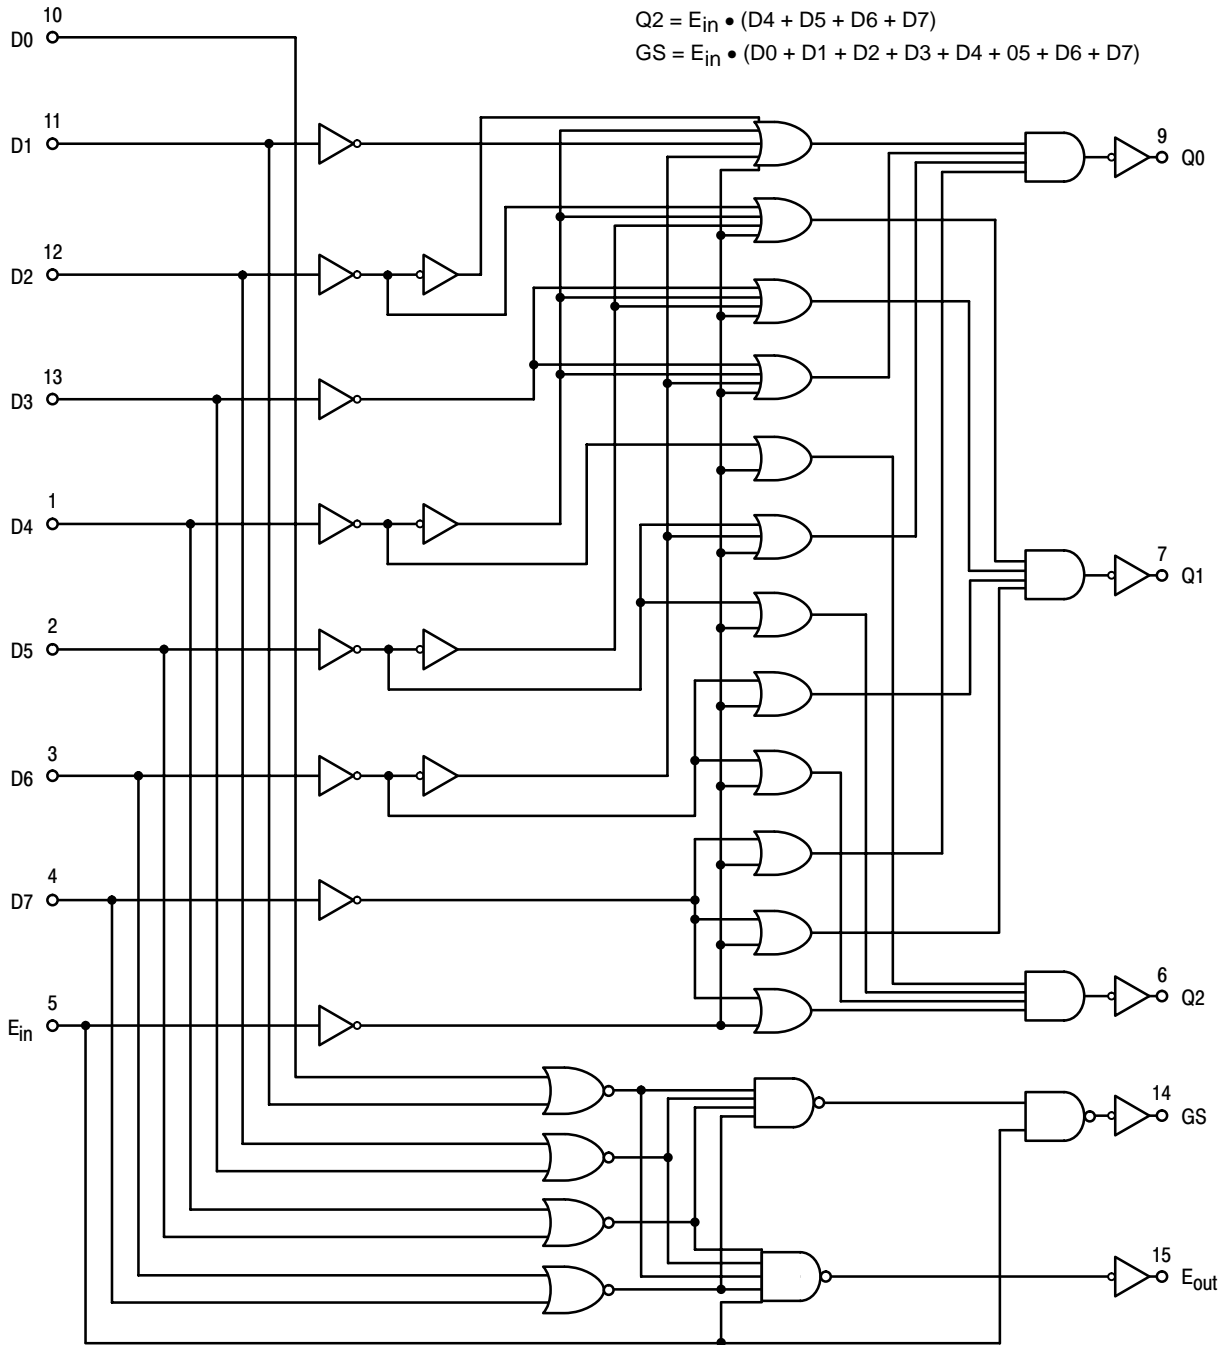 Q2 = Ein • (D4 + D5 + D6 + D7)
GS = Ein • (D0 + D1 + D2 + D3 + D4 + 05 + D6 + D7)
10
D0
11
D1
9
Q0
12
D2
13
D3
1
D4
7
Q1
2
D5
3
D6
4
D7
6
Q2
5
Ein
14
GS
15
Eout